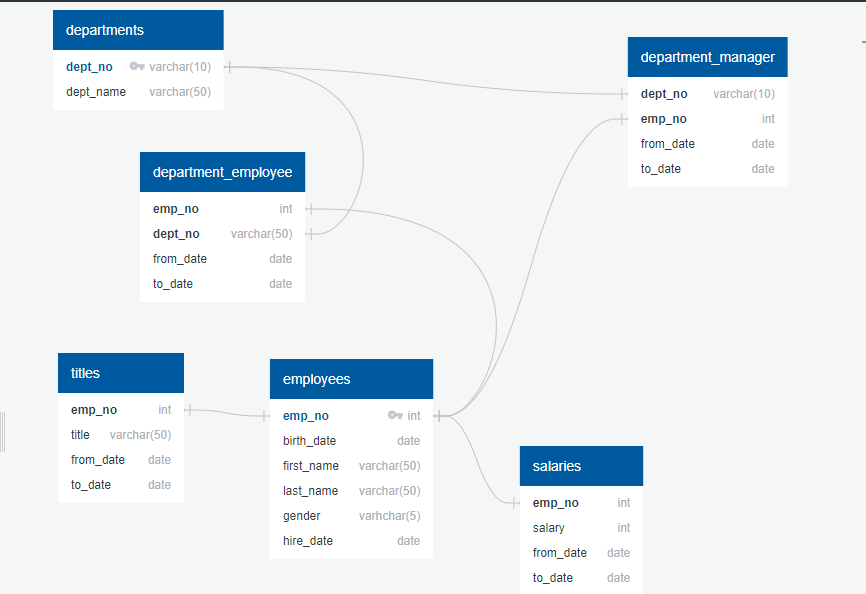 departments
dept_no varchar(10)
dept_name varchar(50)
department_manager
dept_no varchar(10)
emp_no int
from_date date
to_date date
department_employee
emp_no int
dept_no varchar(50)
from_date date
to_date date
titles
emp_no int
title varchar(50)
from_date date
to_date date
employees
emp_no int
birth_date date
first_name varchar(50)
last_name varchar(50)
gender varhchar(5)
hire_date date
salaries
emp_no int
salary int
from_date date
to_date date